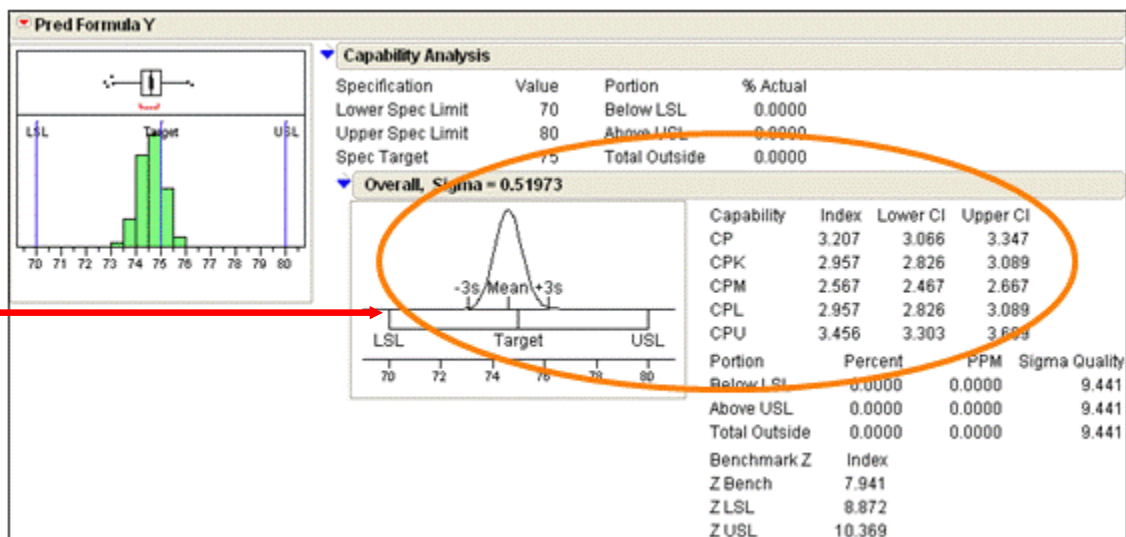 Pred Formula Y
LSL Target USL
70 71 72 73 74 75 76 77 78 79 80
Capability Analysis
Specification Value Portion % Actual
Lower Spec Limit 70 Below LSL 0.0000
Upper Spec Limit 80 Above USL 0.0000
Spec Target 75 Total Outside 0.0000
Overall, Sigma = 0.51973
-3s Mean +3s
LSL Target USL
70 72 74 76 78 80
Capability Index Lower CI Upper CI
CP 3.207 3.066 3.347
CPK 2.957 2.826 3.089
CPM 2.567 2.467 2.667
CPL 2.957 2.826 3.089
CPU 3.456 3.303
Portion Percent PPM Sigma Quality
Below LSL 0.0000 0.0000 9.441
Above USL 0.0000 0.0000 9.441
Total Outside 0.0000 0.0000 9.441
Benchmark Z Index
Z Bench 7.941
Z LSL 8.872
Z USL 10.369